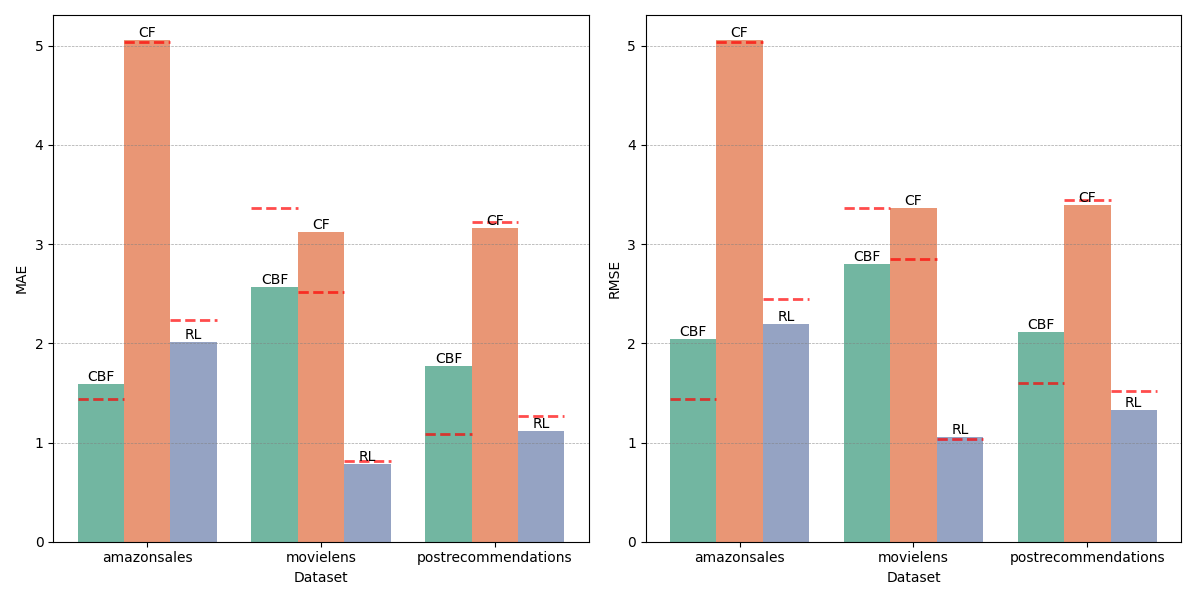 5
4
3
2
1
0
MAE
CBF
CF
RL
CBF
CF
RL
CBF
CF
RL
amazonsales
movielens
postrecommendations
Dataset
5
4
3
2
1
0
RMSE
CBF
CF
RL
CBF
CF
RL
CBF
CF
RL
amazonsales
movielens
postrecommendations
Dataset